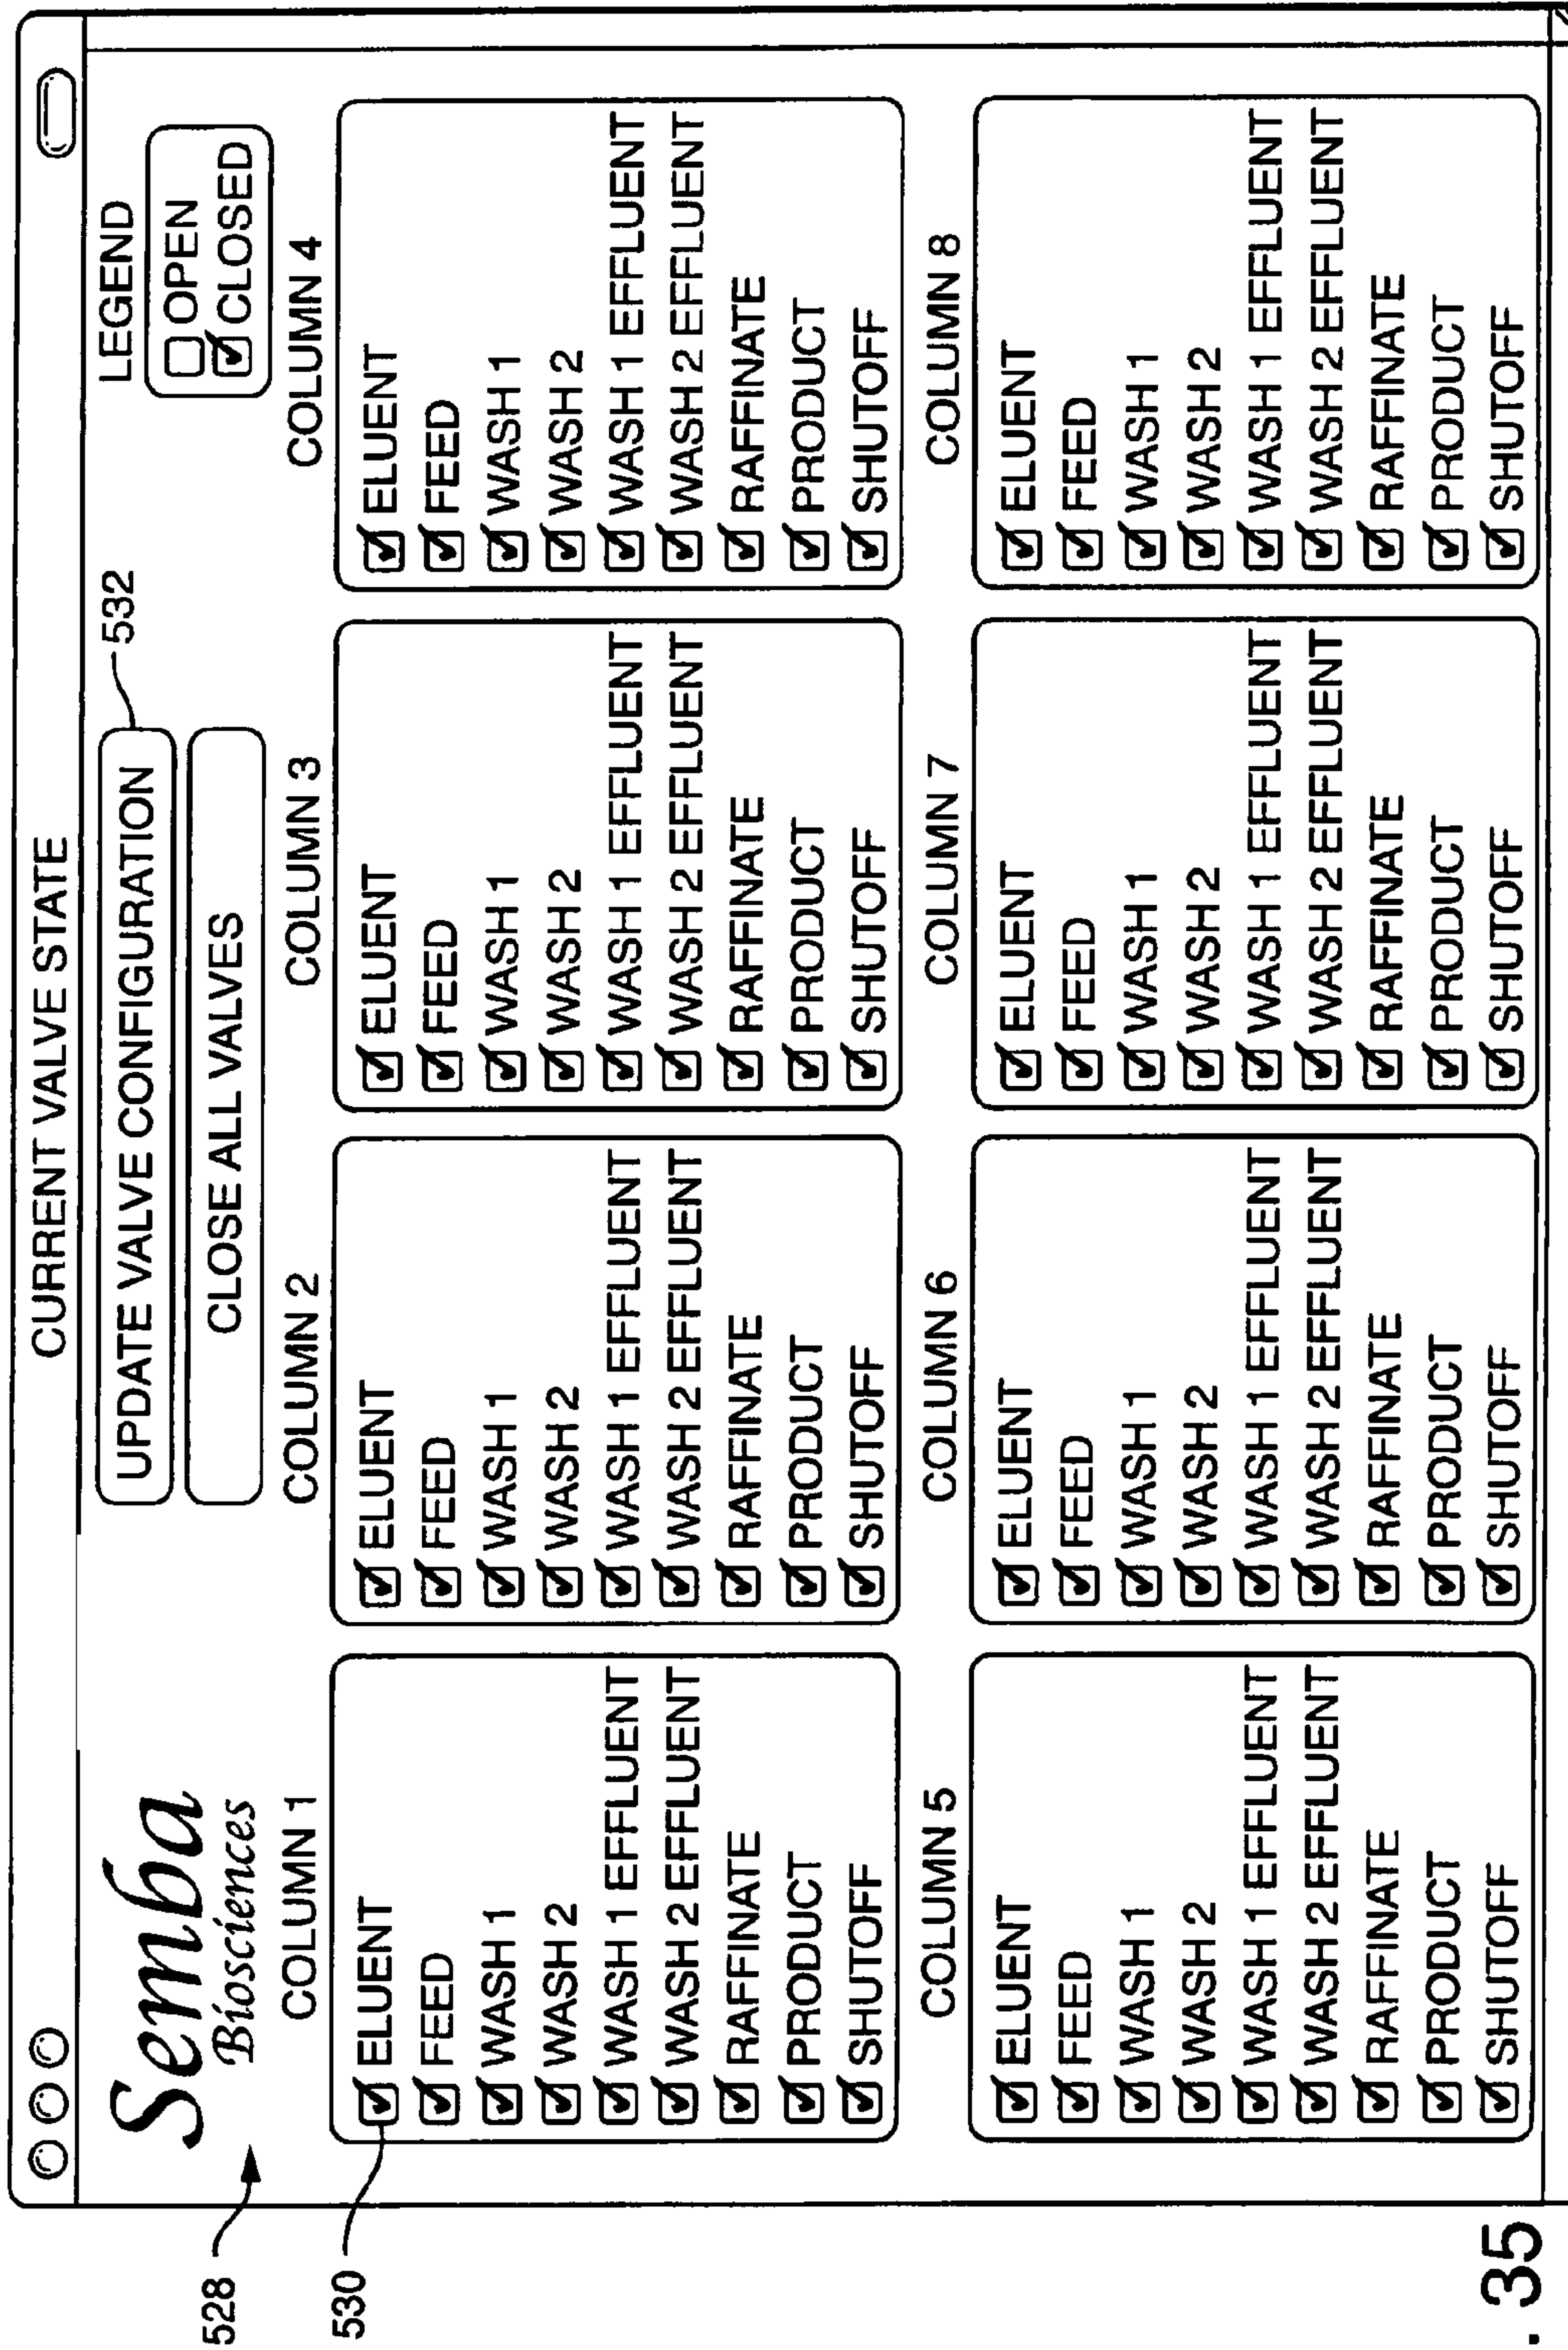 CURRENT VALVE STATE
Semba
Biosciences
UPDATE VALVE CONFIGURATION
CLOSE ALL VALVES
532
LEGEND
OPEN
CLOSED
528
530
COLUMN 1
ELUENT
FEED
WASH 1
WASH 2
WASH 1 EFFLUENT
WASH 2 EFFLUENT
RAFFINATE
PRODUCT
SHUTOFF
COLUMN 2
ELUENT
FEED
WASH 1
WASH 2
WASH 1 EFFLUENT
WASH 2 EFFLUENT
RAFFINATE
PRODUCT
SHUTOFF
COLUMN 3
ELUENT
FEED
WASH 1
WASH 2
WASH 1 EFFLUENT
WASH 2 EFFLUENT
RAFFINATE
PRODUCT
SHUTOFF
COLUMN 4
ELUENT
FEED
WASH 1
WASH 2
WASH 1 EFFLUENT
WASH 2 EFFLUENT
RAFFINATE
PRODUCT
SHUTOFF
COLUMN 5
ELUENT
FEED
WASH 1
WASH 2
WASH 1 EFFLUENT
WASH 2 EFFLUENT
RAFFINATE
PRODUCT
SHUTOFF
COLUMN 6
ELUENT
FEED
WASH 1
WASH 2
WASH 1 EFFLUENT
WASH 2 EFFLUENT
RAFFINATE
PRODUCT
SHUTOFF
COLUMN 7
ELUENT
FEED
WASH 1
WASH 2
WASH 1 EFFLUENT
WASH 2 EFFLUENT
RAFFINATE
PRODUCT
SHUTOFF
COLUMN 8
ELUENT
FEED
WASH 1
WASH 2
WASH 1 EFFLUENT
WASH 2 EFFLUENT
RAFFINATE
PRODUCT
SHUTOFF
. 35